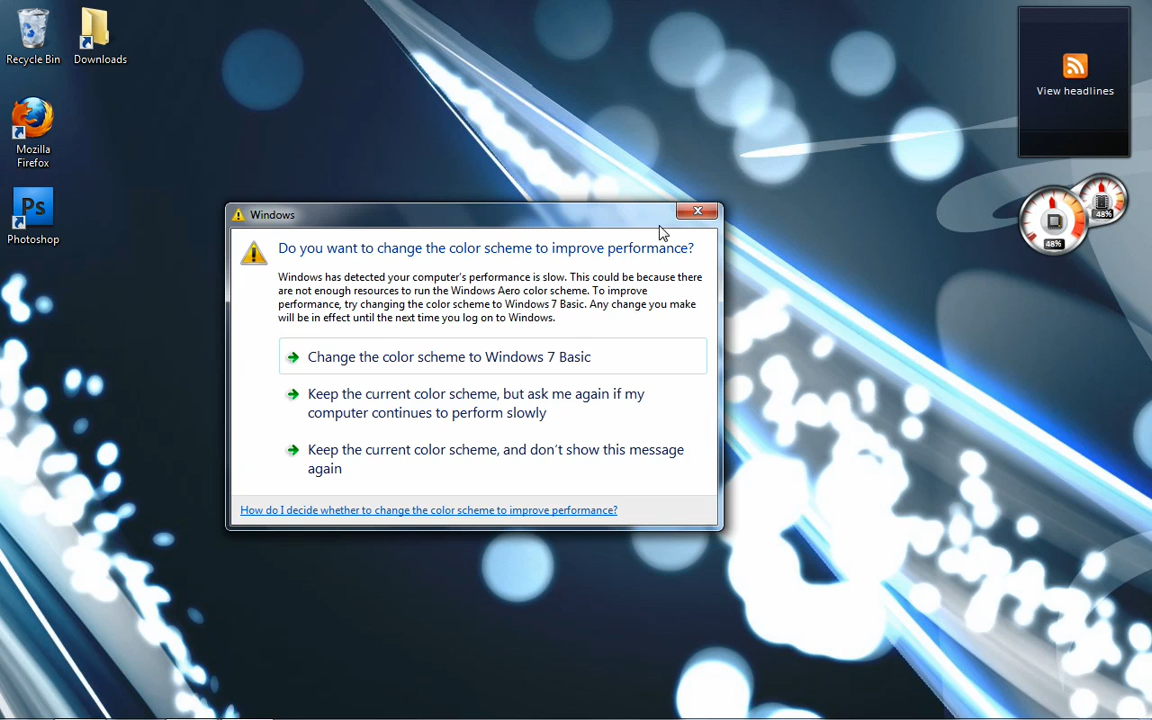 Recycle Bin
Downloads
Mozilla
Firefox
Ps
Photoshop
View headlines
48%
48%
Windows
Do you want to change the color scheme to improve performance?
Windows has detected your computer's performance is slow. This could be because there
are not enough resources to run the Windows Aero color scheme. To improve
performance, try changing the color scheme to Windows 7 Basic. Any change you make
will be in effect until the next time you log on to Windows.
Change the color scheme to Windows 7 Basic
Keep the current color scheme, but ask me again if my
computer continues to perform slowly
Keep the current color scheme, and don't show this message
again
How do I decide whether to change the color scheme to improve performance?